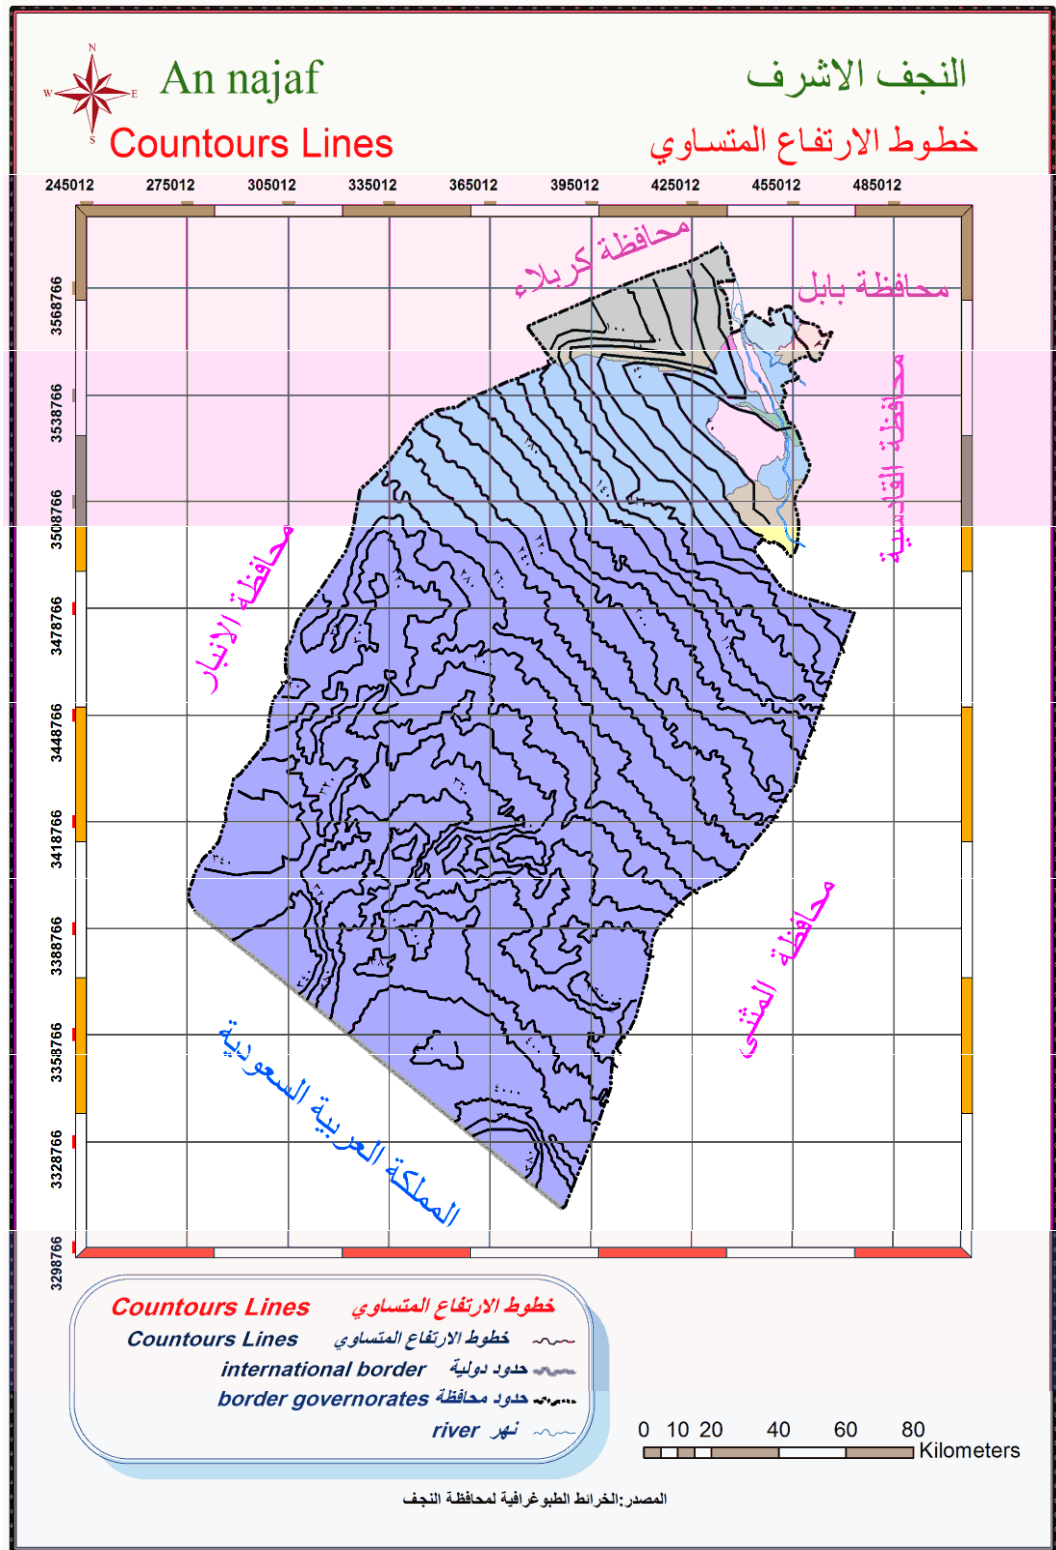 N
W E
S
An najaf
النجف الاشرف
Countours Lines
خطوط الارتفاع المتساوي
245012 275012 305012 335012 365012 395012 425012 455012 485012
3568766
3538766
3508766
3478766
3448766
3418766
3388766
3358766
3328766
3298766
محافظة كربلاء
محافظة بابل
محافظة القادسية
محافظة الانبار
محافظة المثنى
المملكة العربية السعودية
Countours Lines خطوط الارتفاع المتساوي
Countours Lines خطوط الارتفاع المتساوي
international border حدود دولية
border governorates حدود محافظة
river نهر
0 10 20 40 60 80
Kilometers
المصدر:الخرائط الطبوغرافية لمحافظة النجف